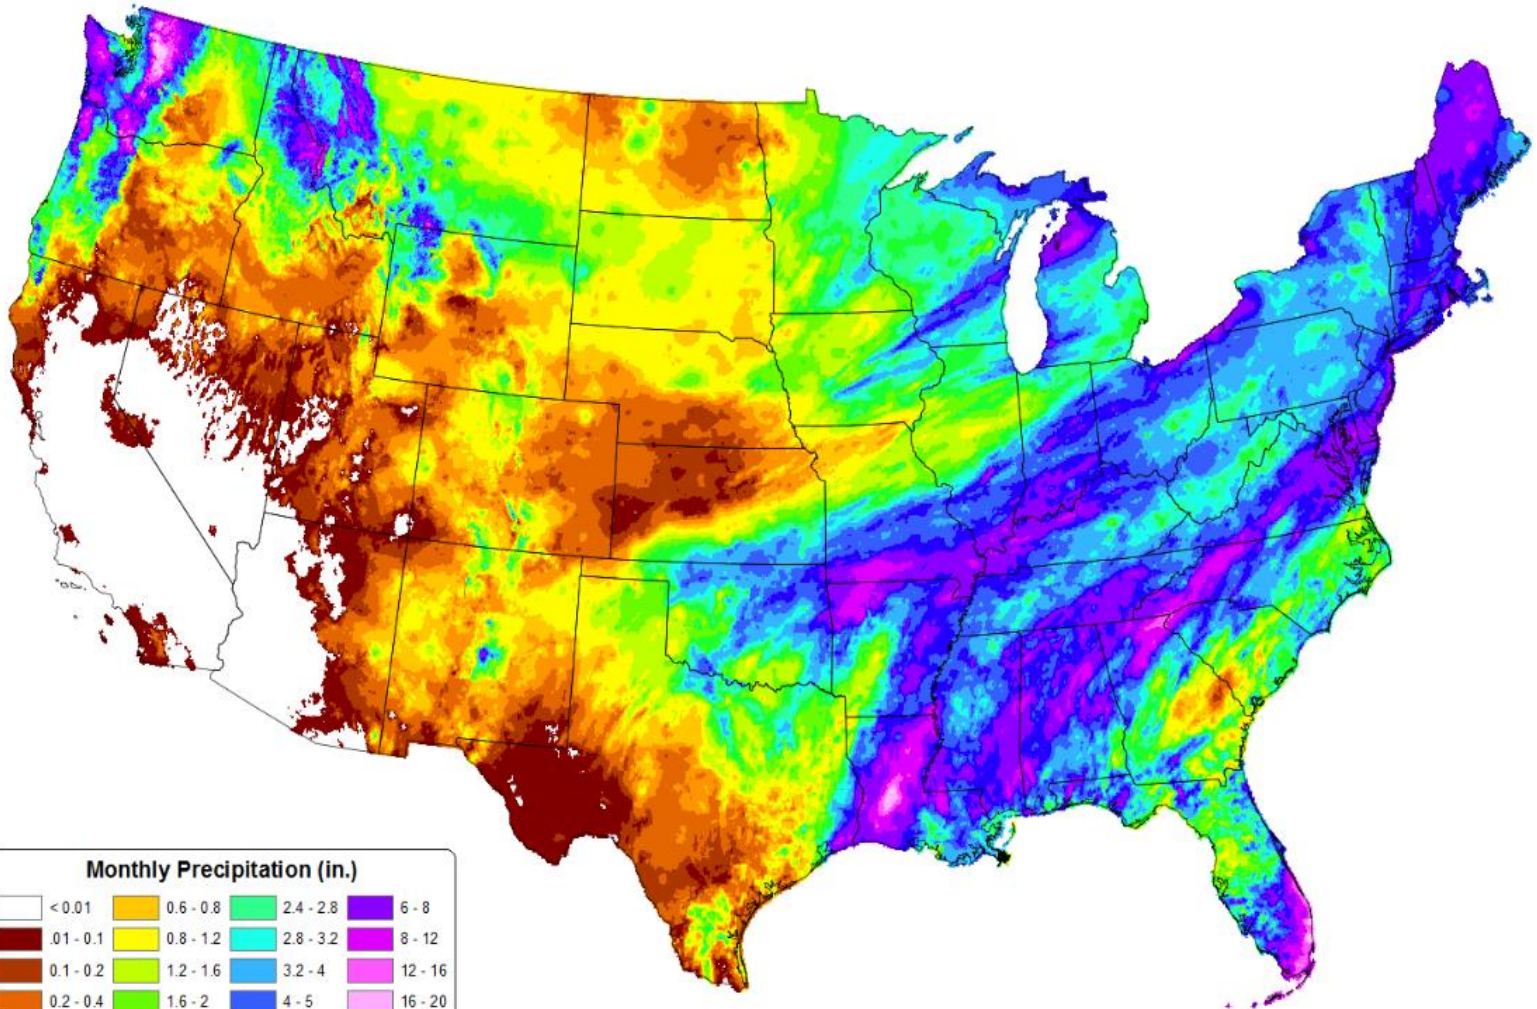 Monthly Precipitation (in.)
< 0.01 0.6 - 0.8 2.4 - 2.8 6 - 8
.01 - 0.1 0.8 - 1.2 2.8 - 3.2 8 - 12
0.1 - 0.2 1.2 - 1.6 3.2 - 4 12 - 16
0.2 - 0.4 1.6 - 2 4 - 5 16 - 20